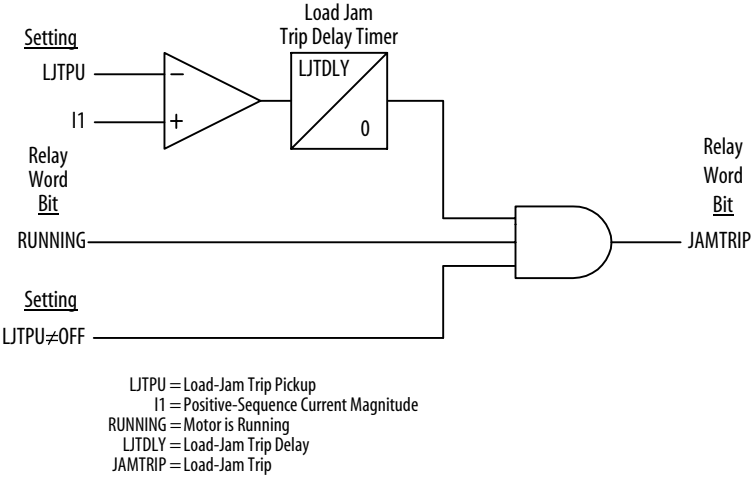 Load Jam
Trip Delay Timer
Setting
LJTPU
−
LJTDLY
I1
+
0
Relay
Word
Bit
RUNNING
Relay
Word
Bit
JAMTRIP
Setting
LJTPU≠OFF
LJTPU = Load-Jam Trip Pickup
I1 = Positive-Sequence Current Magnitude
RUNNING = Motor is Running
LJTDLY = Load-Jam Trip Delay
JAMTRIP = Load-Jam Trip